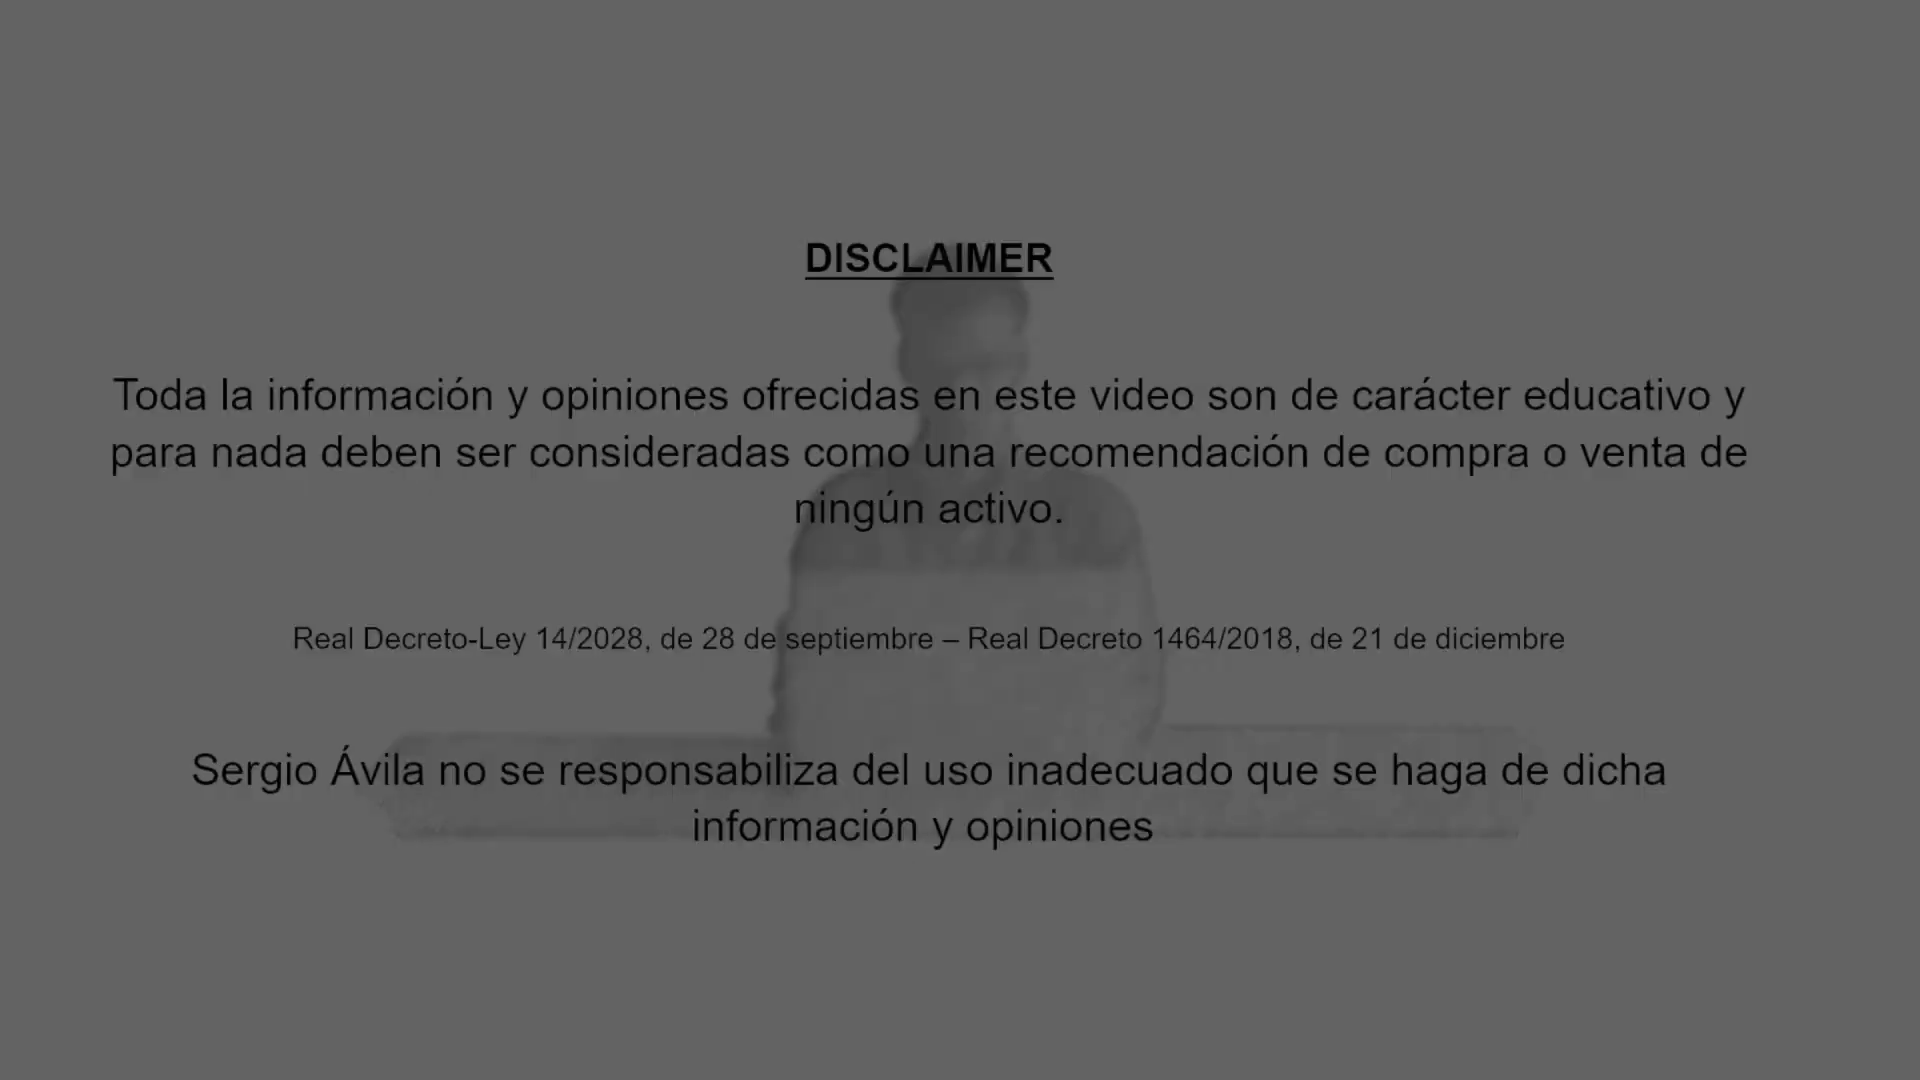 DISCLAIMER
Toda la información y opiniones ofrecidas en este video son de carácter educativo y
para nada deben ser consideradas como una recomendación de compra o venta de
ningún activo.
Real Decreto-Ley 14/2028, de 28 de septiembre – Real Decreto 1464/2018, de 21 de diciembre
Sergio Ávila no se responsabiliza del uso inadecuado que se haga de dicha
información y opiniones